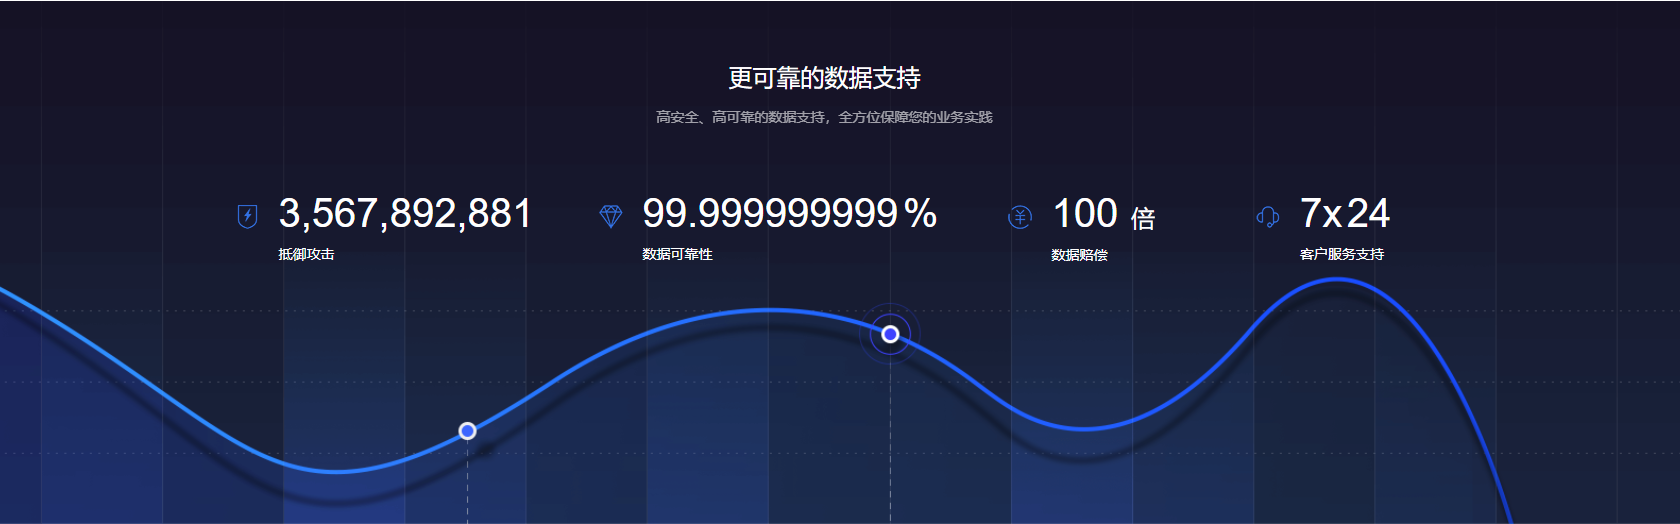 更可靠的数据支持
高安全、高可靠的数据支持，全方位保障您的业务实践
3,567,892,881
抵御攻击
99.999999999%
数据可靠性
100 倍
数据赔偿
7x24
客户服务支持